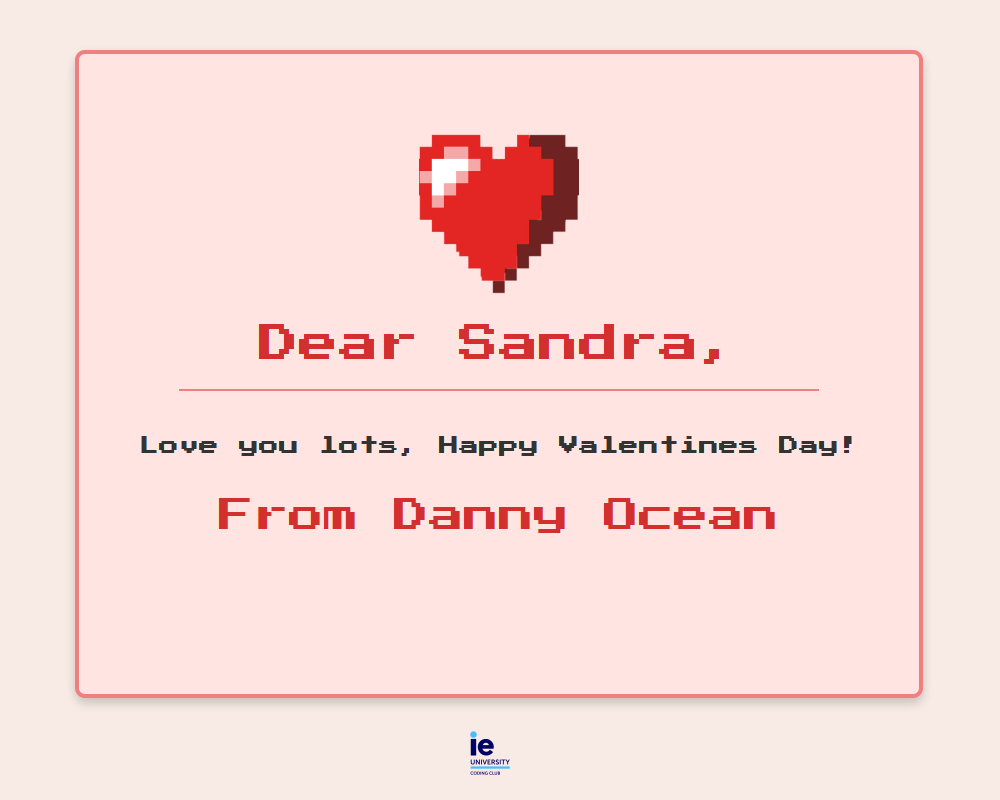 Dear Sandra,
Love you lots, Happy Valentines Day!
From Danny Ocean
ie
UNIVERSITY
CODING CLUB